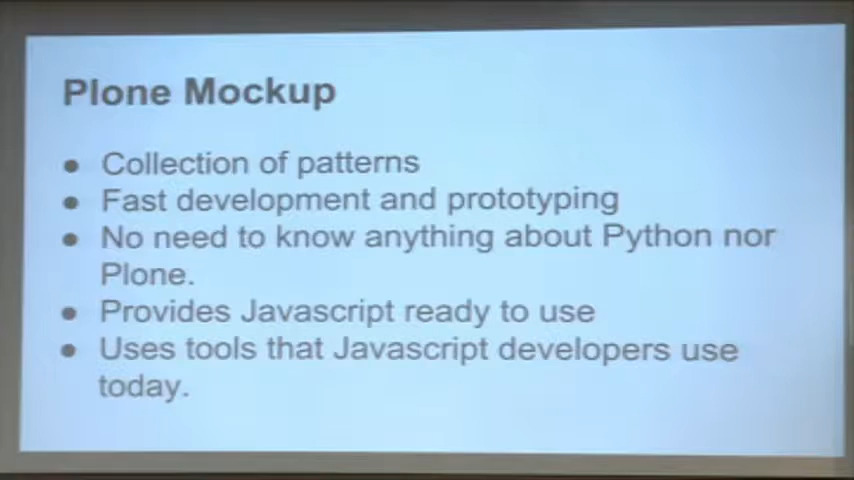 Plone Mockup
● Collection of patterns
● Fast development and prototyping
● No need to know anything about Python nor
Plone.
● Provides Javascript ready to use
● Uses tools that Javascript developers use
today.